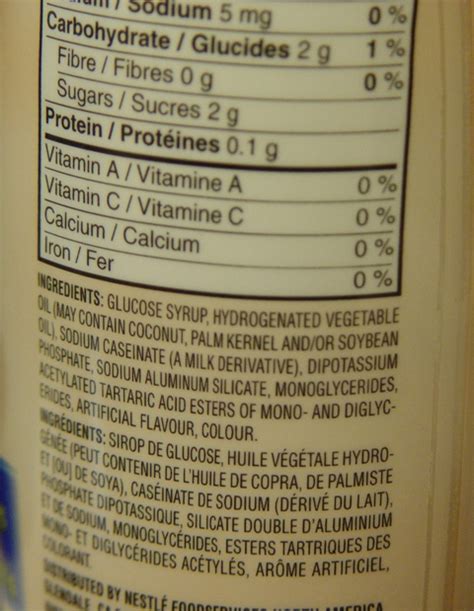 Sodium 5 mg 0 %
Carbohydrate / Glucides 2 g 1 %
Fibre / Fibres 0 g 0 %
Sugars / Sucres 2 g
Protein / Protéines 0.1 g
Vitamin A / Vitamine A 0 %
Vitamin C / Vitamine C 0 %
Calcium / Calcium 0 %
Iron / Fer 0 %
INGREDIENTS: GLUCOSE SYRUP, HYDROGENATED VEGETABLE
OIL (MAY CONTAIN COCONUT, PALM KERNEL AND/OR SOYBEAN
OIL), SODIUM CASEINATE (A MILK DERIVATIVE), DIPOTASSIUM
PHOSPHATE, SODIUM ALUMINUM SILICATE, MONOGLYCERIDES,
ACETYLATED TARTARIC ACID ESTERS OF MONO- AND DIGLYC-
ERIDES, ARTIFICIAL FLAVOUR, COLOUR.
INGRÉDIENTS: SIROP DE GLUCOSE, HUILE VÉGÉTALE HYDRO-
GÉNÉE (PEUT CONTENIR DE L'HUILE DE COPRA, DE PALMISTE
ET [OU] DE SOYA), CASÉINATE DE SODIUM (DÉRIVÉ DU LAIT),
PHOSPHATE DIPOTASSIQUE, SILICATE DOUBLE D'ALUMINIUM
ET DE SODIUM, MONOGLYCÉRIDES, ESTERS TARTRIQUES DES
MONO- ET DIGLYCÉRIDES ACÉTYLÉS, ARÔME ARTIFICIEL,
COLORANT.
DISTRIBUTED BY NESTLÉ FOODSERVICES NORTH AMERICA
GLENDALE,